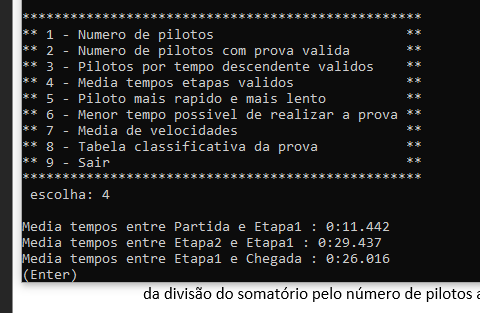 **************************************************
** 1 - Numero de pilotos **
** 2 - Numero de pilotos com prova valida **
** 3 - Pilotos por tempo descendente validos **
** 4 - Media tempos etapas validos **
** 5 - Piloto mais rapido e mais lento **
** 6 - Menor tempo possivel de realizar a prova **
** 7 - Media de velocidades **
** 8 - Tabela classificativa da prova **
** 9 - Sair **
**************************************************
escolha: 4
Media tempos entre Partida e Etapa1 : 0:11.442
Media tempos entre Etapa2 e Etapa1 : 0:29.437
Media tempos entre Etapa1 e Chegada : 0:26.016
(Enter)
da divisão do somatório pelo número de pilotos a